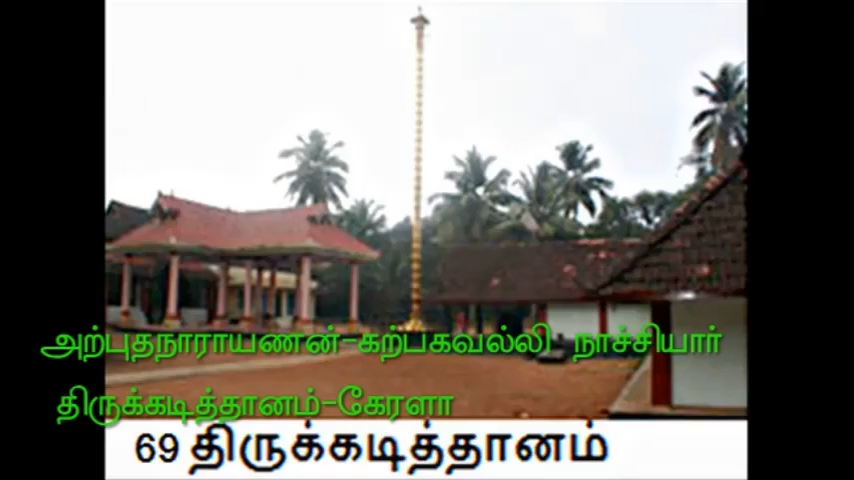 அற்புதநாராயணன்-கற்பகவல்லி நாச்சியார்
திருக்கடித்தானம்-கேரளா
69 திருக்கடித்தானம்